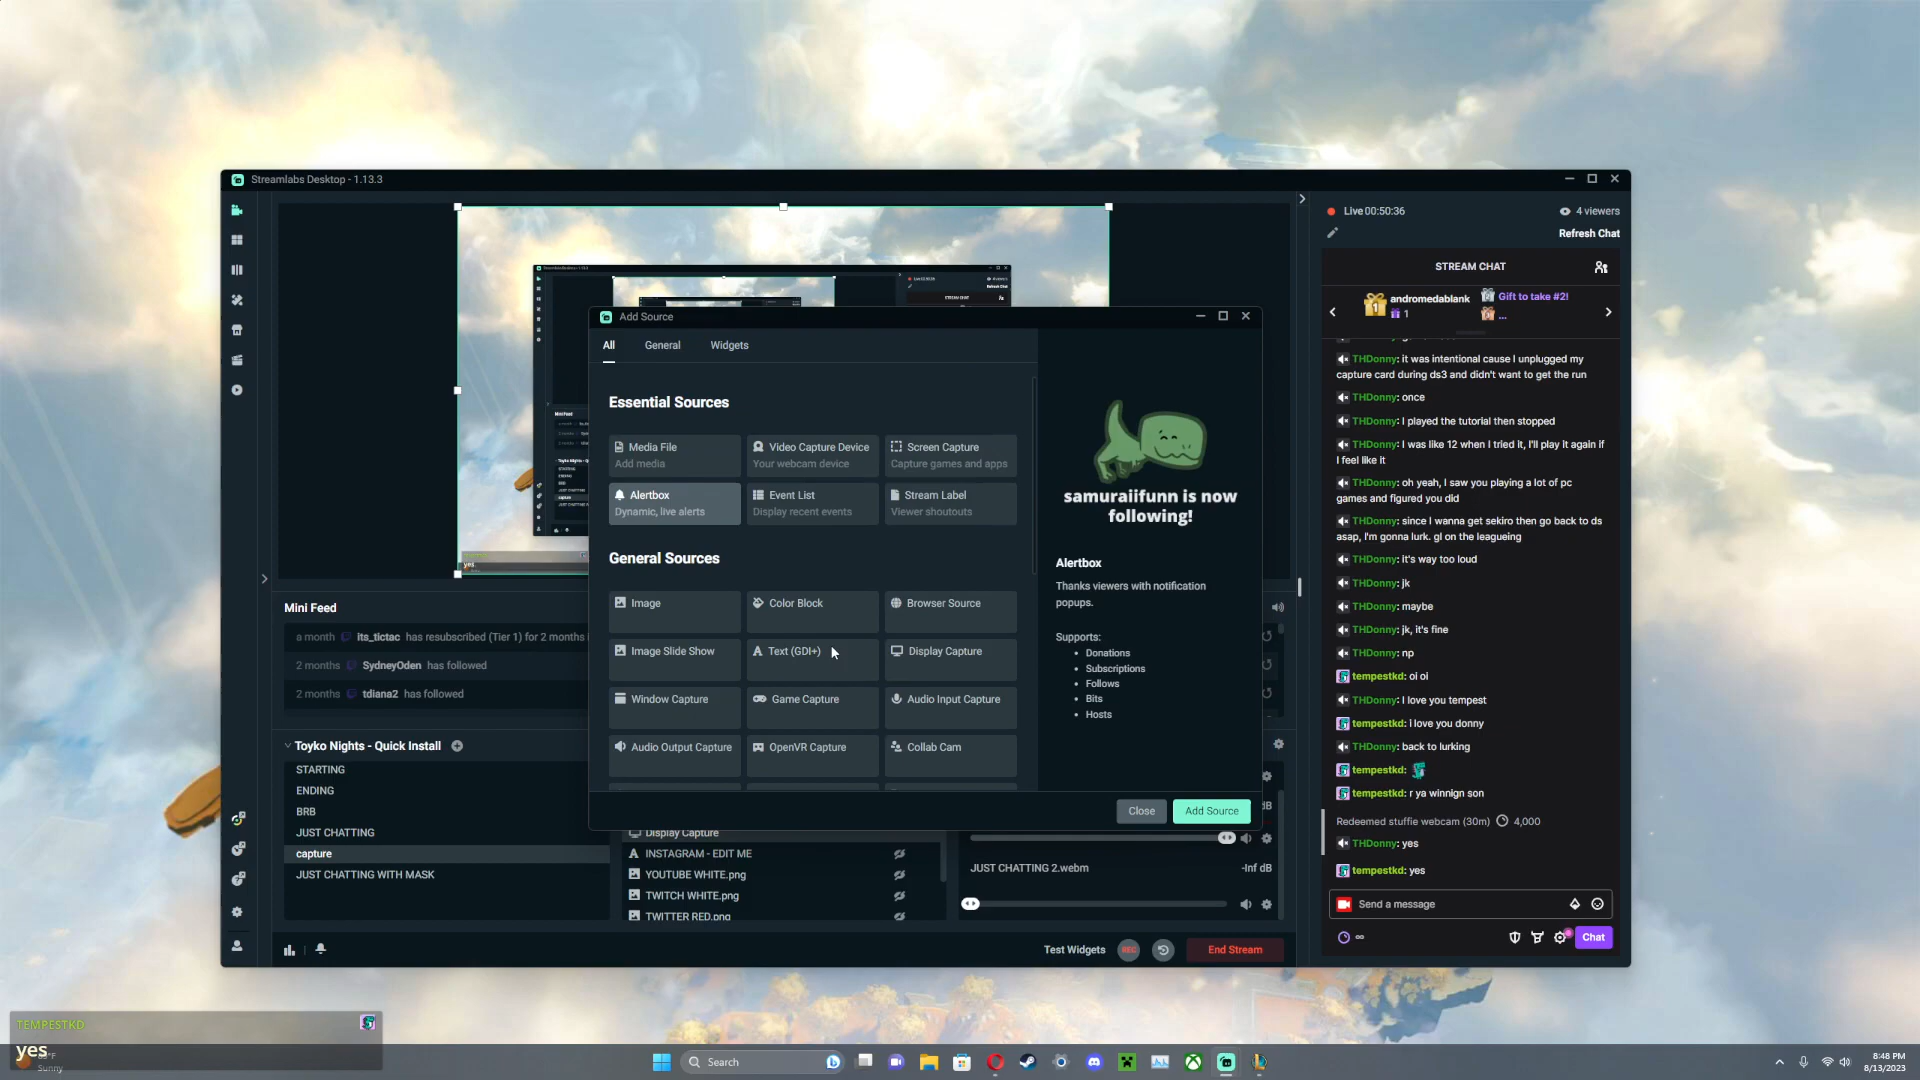 Streamlabs Desktop - 1.13.3
Live 00:50:36
4 viewers
Refresh Chat
STREAM CHAT
andromedablank
1
Gift to take #2!
...
THDonny: it was intentional cause I unplugged my
capture card during ds3 and didn't want to get the run
THDonny: once
THDonny: I played the tutorial then stopped
THDonny: I was like 12 when I tried it, I'll play it again if
I feel like it
THDonny: oh yeah, I saw you playing a lot of pc
games and figured you did
THDonny: since I wanna get sekiro then go back to ds
asap, I'm gonna lurk. gl on the leagueing
THDonny: it's way too loud
THDonny: jk
THDonny: maybe
THDonny: jk, it's fine
THDonny: np
tempestkd: oi oi
THDonny: I love you tempest
tempestkd: i love you donny
THDonny: back to lurking
tempestkd:
tempestkd: r ya winnign son
Redeemed stuffie webcam (30m) 4,000
THDonny: yes
tempestkd: yes
Send a message
Chat
Add Source
All
General
Widgets
Essential Sources
Media File
Add media
Video Capture Device
Your webcam device
Screen Capture
Capture games and apps
Alertbox
Dynamic, live alerts
Event List
Display recent events
Stream Label
Viewer shoutouts
General Sources
Image
Color Block
Browser Source
Image Slide Show
Text (GDI+)
Display Capture
Window Capture
Game Capture
Audio Input Capture
Audio Output Capture
OpenVR Capture
Collab Cam
samuraiifunn is now
following!
Alertbox
Thanks viewers with notification
popups.
Supports:
Donations
Subscriptions
Follows
Bits
Hosts
Close
Add Source
Mini Feed
a month its_tictac has resubscribed (Tier 1) for 2 months
2 months SydneyOden has followed
2 months tdiana2 has followed
Toyko Nights - Quick Install
STARTING
ENDING
BRB
JUST CHATTING
capture
JUST CHATTING WITH MASK
Display Capture
INSTAGRAM - EDIT ME
YOUTUBE WHITE.png
TWITCH WHITE.png
TWITTER RED.png
dB
JUST CHATTING 2.webm
-Inf dB
Test Widgets
REC
End Stream
TEMPESTKD
yes
Sunny
Search
8:48 PM
8/13/2023